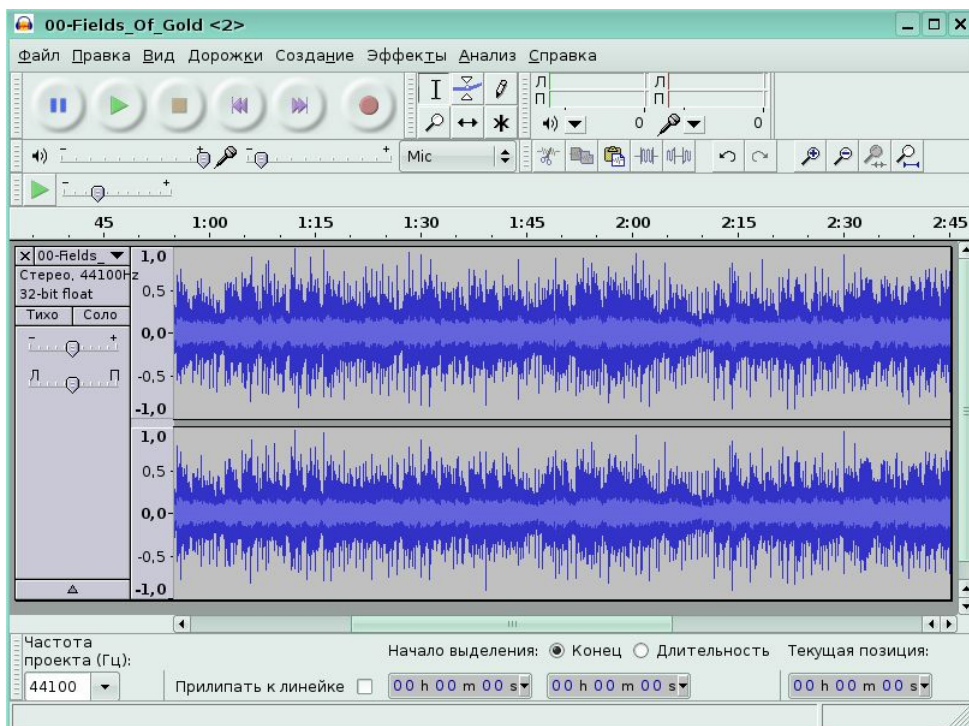 00-Fields_Of_Gold <2>
Файл Правка Вид Дорожки Создание Эффекты Анализ Справка
Л
П
Л
П
0
0
- +
- +
Mic
- +
45 1:00 1:15 1:30 1:45 2:00 2:15 2:30 2:45
00-Fields_
Стерео, 44100Hz
32-bit float
Тихо Соло
- +
Л П
1,0
0,5
0,0
-0,5
-1,0
1,0
0,5
0,0
-0,5
-1,0
Частота
проекта (Гц):
44100
Прилипать к линейке
Начало выделения: Конец Длительность Текущая позиция:
00 h 00 m 00 s 00 h 00 m 00 s 00 h 00 m 00 s